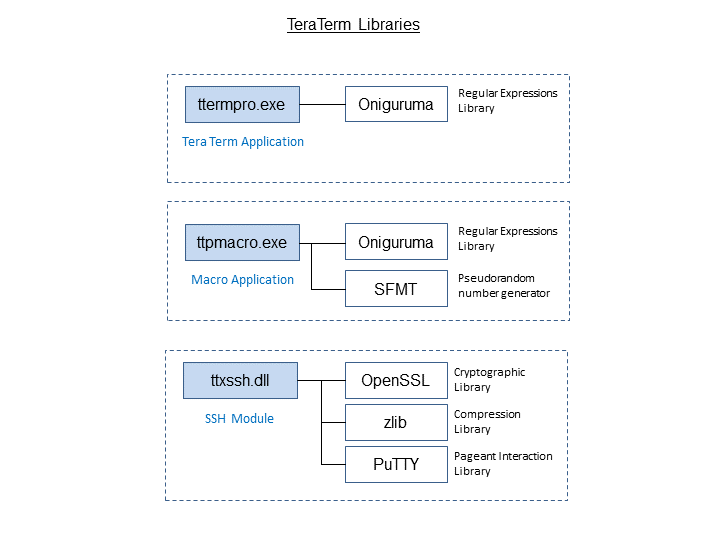 TeraTerm Libraries
ttermpro.exe
Oniguruma
Regular Expressions
Library
Tera Term Application
ttpmacro.exe
Oniguruma
Regular Expressions
Library
Macro Application
SFMT
Pseudorandom
number generator
ttxssh.dll
OpenSSL
Cryptographic
Library
SSH Module
zlib
Compression
Library
PuTTY
Pageant Interaction
Library